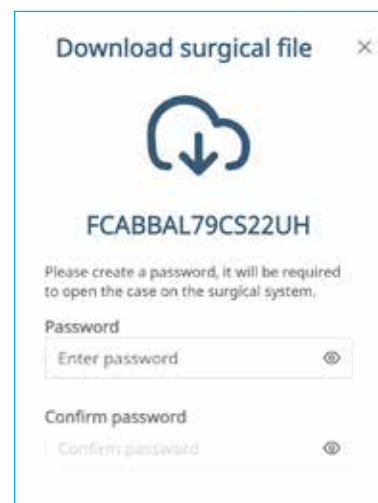 Download surgical file
FCABBAL79CS22UH
Please create a password, it will be required
to open the case on the surgical system.
Password
Enter password
Confirm password
Confirm password